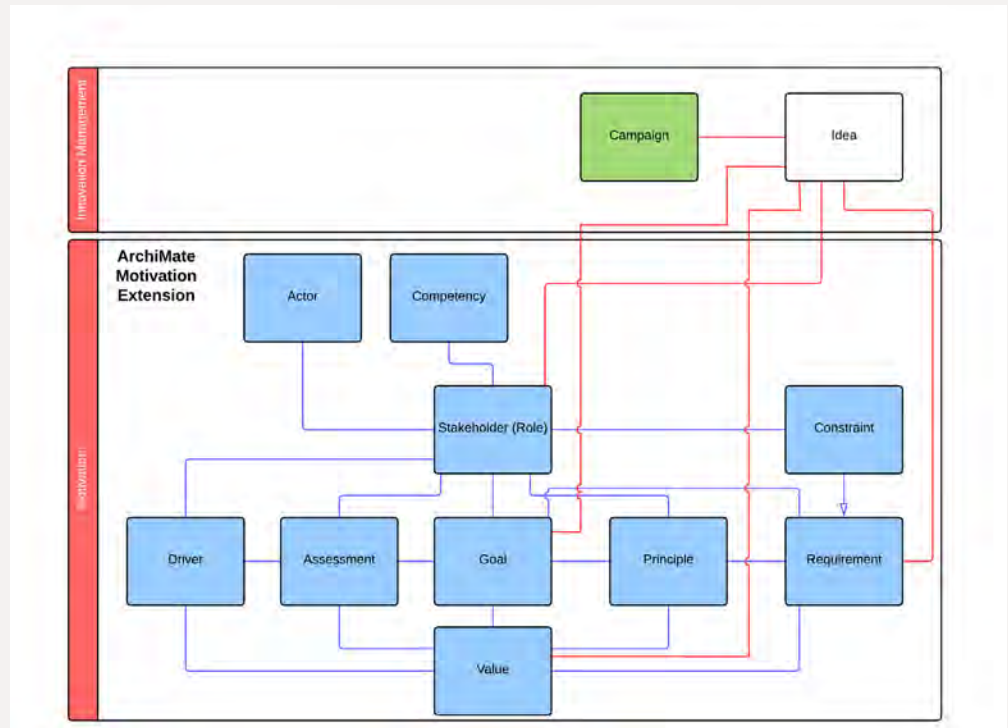 Innovation Management
Campaign
Idea
ArchiMate
Motivation
Extension
Actor
Competency
Stakeholder (Role)
Constraint
Motivation
Driver
Assessment
Goal
Principle
Requirement
Value